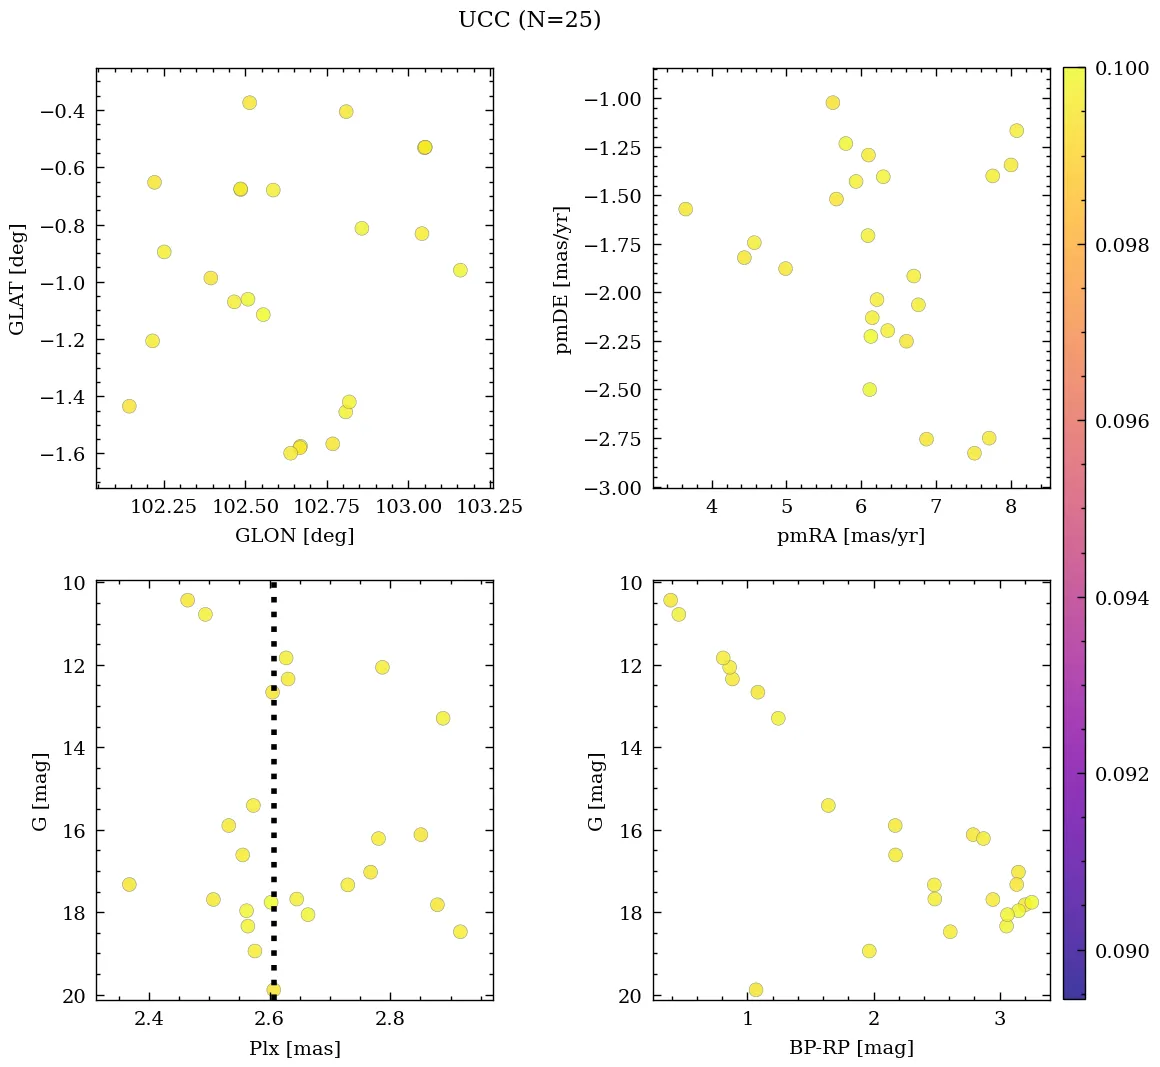 UCC (N=25)
−0.4
−0.6
−0.8
−1.0
−1.2
−1.4
−1.6
GLAT [deg]
102.25 102.50 102.75 103.00 103.25
GLON [deg]
−1.00
−1.25
−1.50
−1.75
−2.00
−2.25
−2.50
−2.75
−3.00
pmDE [mas/yr]
4 5 6 7 8
pmRA [mas/yr]
0.100
0.098
0.096
0.094
0.092
0.090
10
12
14
16
18
20
G [mag]
2.4 2.6 2.8
Plx [mas]
10
12
14
16
18
20
G [mag]
1 2 3
BP-RP [mag]